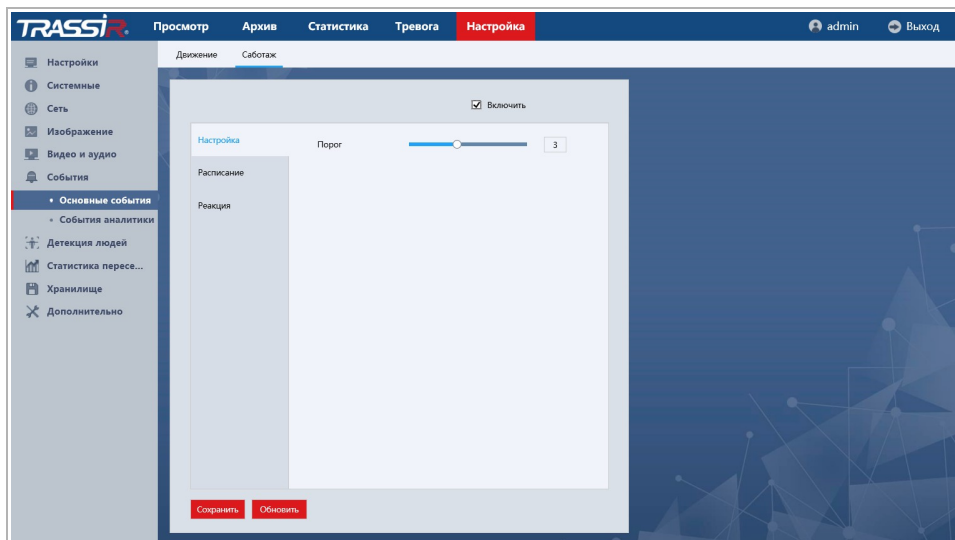 TRASSIR
Просмотр Архив Статистика Тревога Настройка admin Выход
Движение Саботаж
Настройки
Системные
Сеть
Изображение
Видео и аудио
События
Основные события
События аналитики
Детекция людей
Статистика пересе...
Хранилище
Дополнительно
Включить
Настройка
Порог 3
Расписание
Реакция
Сохранить Обновить